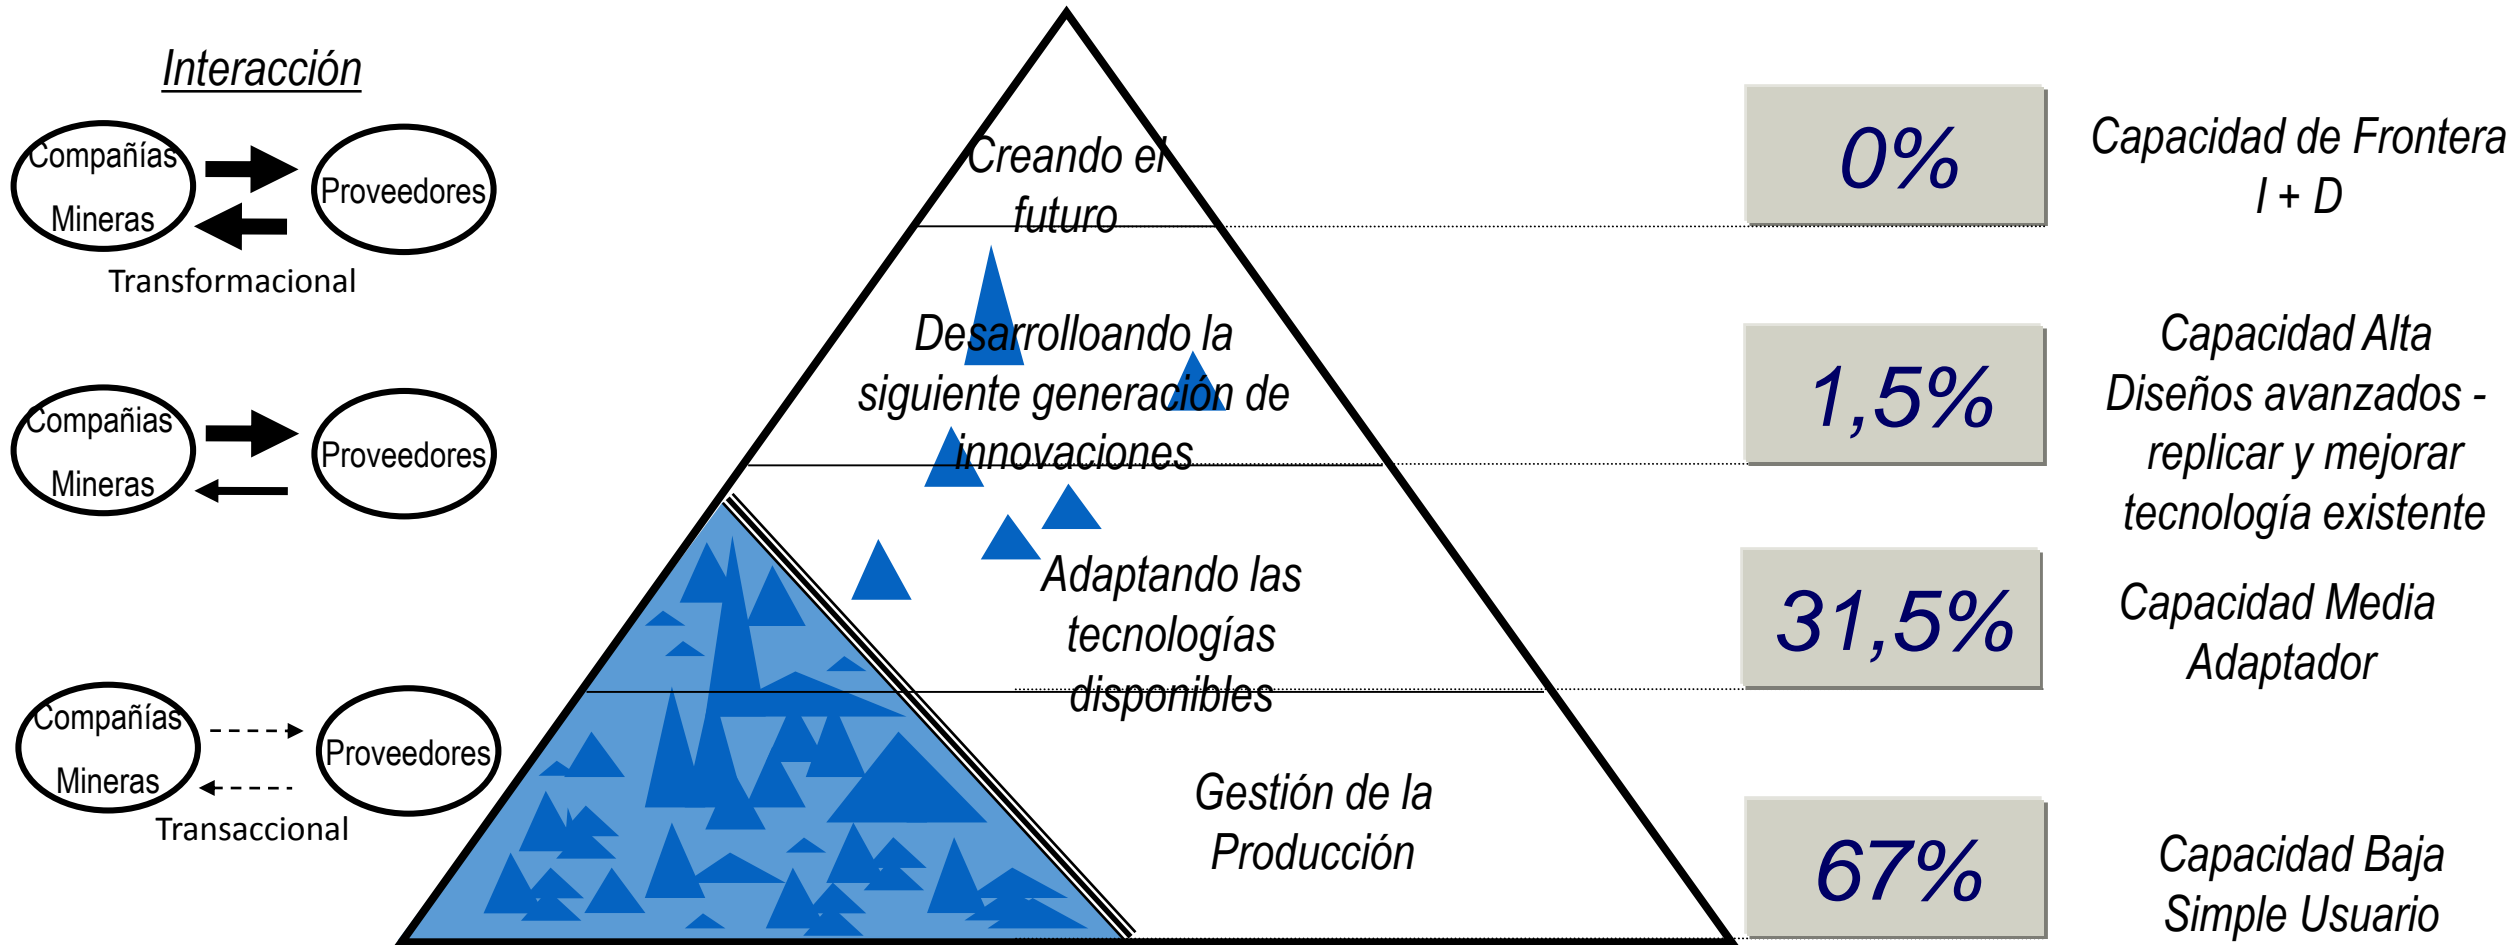 Interacción
Compañías
Mineras
Proveedores
Transformacional
Compañias
Mineras
Proveedores
Compañías
Mineras
Proveedores
Transaccional
Creando el
futuro
Desarrolloando la
siguiente generación de
innovaciones
Adaptando las
tecnologías
disponibles
Gestión de la
Producción
0%
Capacidad de Frontera
I + D
1,5%
Capacidad Alta
Diseños avanzados -
replicar y mejorar
tecnología existente
31,5%
Capacidad Media
Adaptador
67%
Capacidad Baja
Simple Usuario